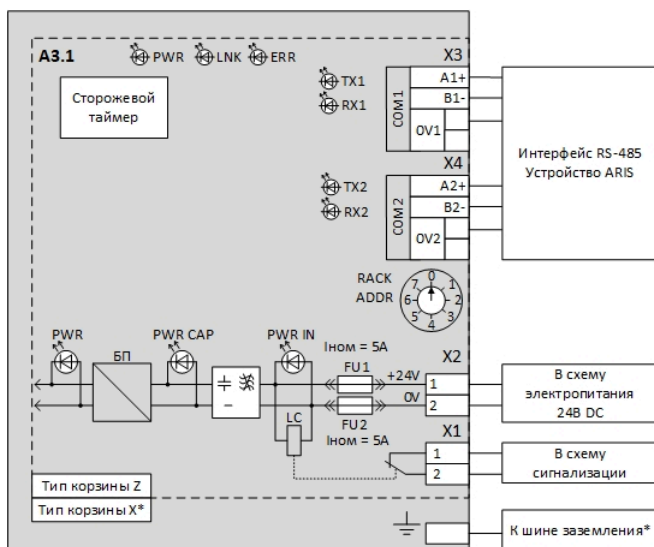 A3.1
PWR
LNK
ERR
X3
Сторожевой
таймер
TX1
RX1
COM1
A1+
B1-
0V1
X4
TX2
RX2
COM2
A2+
B2-
0V2
Интерфейс RS-485
Устройство ARIS
RACK
ADDR
0
1
2
3
4
5
6
7
PWR
БП
PWR CAP
PWR IN
Iном = 5А
FU1
+24V
0V
X2
1
2
В схему
электропитания
24В DC
LC
FU2
Iном = 5А
X1
1
2
В схему
сигнализации
Тип корзины Z
Тип корзины X*
К шине заземления*